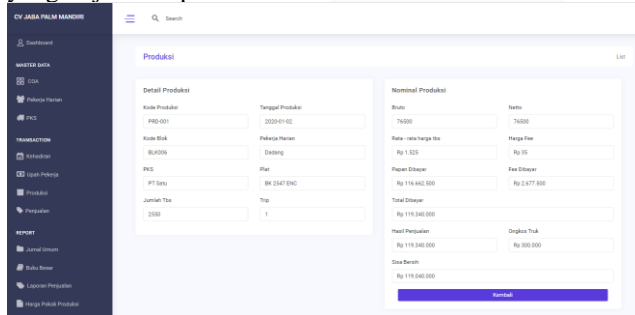 CV JABA PALM MANDIRI
Search
Dashboard
MASTER DATA
COA
Pekerja Harian
PKS
TRANSACTION
Kehadiran
Upah Pekerja
Produksi
Penjualan
REPORT
Jurnal Umum
Buku Besar
Laporan Penjualan
Harga Pokok Produksi
Produksi
List
Detail Produksi
Kode Produksi
Tanggal Produksi
PRD-001
2020-01-02
Kode Blok
Pekerja Harian
BLK006
Dadang
PKS
Plat
PT Satu
BK 2547 ENC
Jumlah Tbs
Trip
2550
1
Nominal Produksi
Bruto
Netto
76500
76500
Rata - rata harga tbs
Harga Fee
Rp 1.525
Rp 35
Papan Dibayar
Fee Dibayar
Rp 116.662.500
Rp 2.677.500
Total Dibayar
Rp 119.340.000
Hasil Penjualan
Ongkos Truk
Rp 119.340.000
Rp 300.000
Sisa Bersih
Rp 119.040.000
Kembali